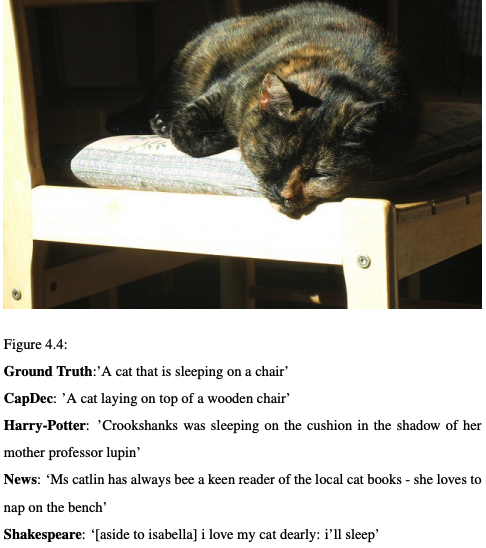 Figure 4.4:
Ground Truth:’A cat that is sleeping on a chair’
CapDec: ’A cat laying on top of a wooden chair’
Harry-Potter: ’Crookshanks was sleeping on the cushion in the shadow of her
mother professor lupin’
News: ‘Ms catlin has always bee a keen reader of the local cat books - she loves to
nap on the bench’
Shakespeare: ‘[aside to isabella] i love my cat dearly: i’ll sleep’